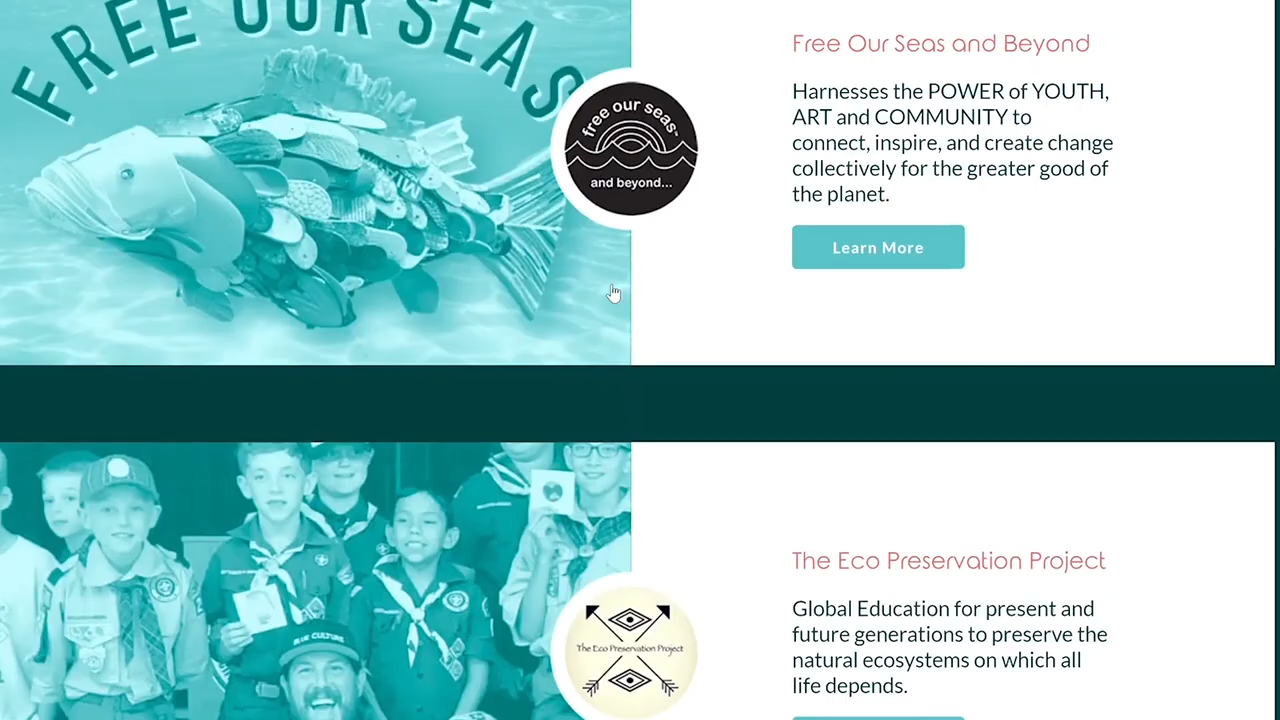 FREE OUR SEAS
free our seas
and beyond...
Free Our Seas and Beyond
Harnesses the POWER of YOUTH,
ART and COMMUNITY to
connect, inspire, and create change
collectively for the greater good of
the planet.
Learn More
BLUE CULTURE
The Eco Preservation Project
The Eco Preservation Project
Global Education for present and
future generations to preserve the
natural ecosystems on which all
life depends.